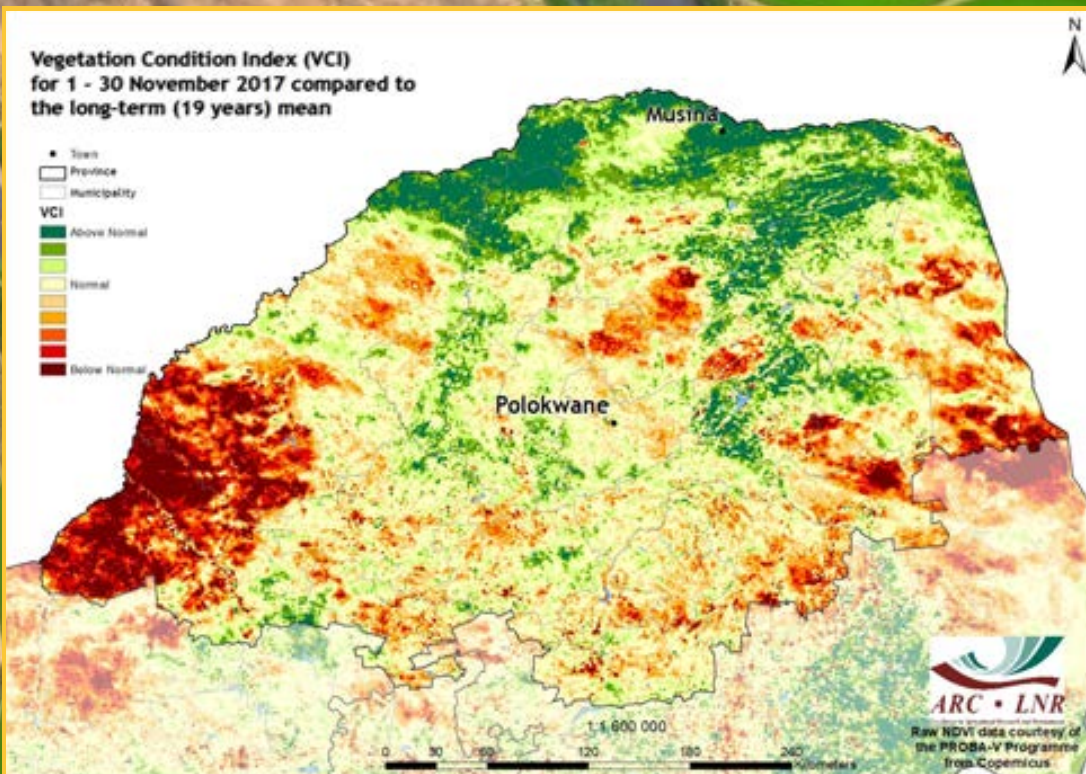 Vegetation Condition Index (VCI)
for 1 - 30 November 2017 compared to
the long-term (19 years) mean
N
Town
Province
Municipality
VCI
Above Normal
Normal
Below Normal
Musina
Polokwane
1:1 600 000
0 30 60 120 180 240
Kilometers
ARC • LNR
Raw NDVI data courtesy of
the PROBA-V Programme
from Copernicus